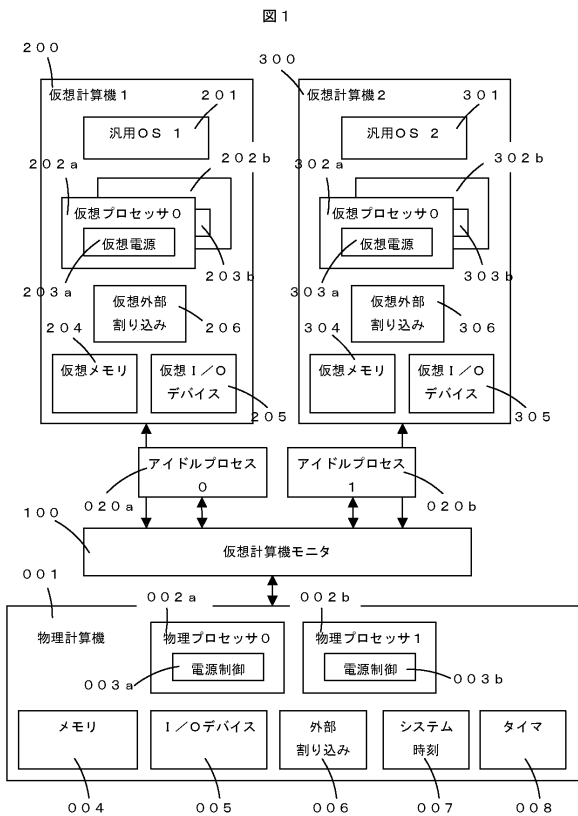 図１
２００
３００
仮想計算機１
２０１
仮想計算機２
３０１
汎用OS １
汎用OS ２
２０２a
２０２b
３０２a
３０２b
仮想プロセッサ０
仮想プロセッサ０
仮想電源
仮想電源
２０３b
３０３b
２０３a
３０３a
仮想外部
割り込み
仮想外部
割り込み
２０４
２０６
３０４
３０６
仮想メモリ
仮想Ｉ／Ｏ
デバイス
仮想メモリ
仮想Ｉ／Ｏ
デバイス
２０５
３０５
アイドルプロセス
０
アイドルプロセス
１
０２０a
０２０b
１００
仮想計算機モニタ
００１
００２a
００２b
物理計算機
物理プロセッサ０
物理プロセッサ１
電源制御
電源制御
００３a
００３b
メモリ
Ｉ／Ｏデバイス
外部
割り込み
システム
時刻
タイマ
００４
００５
００６
００７
００８